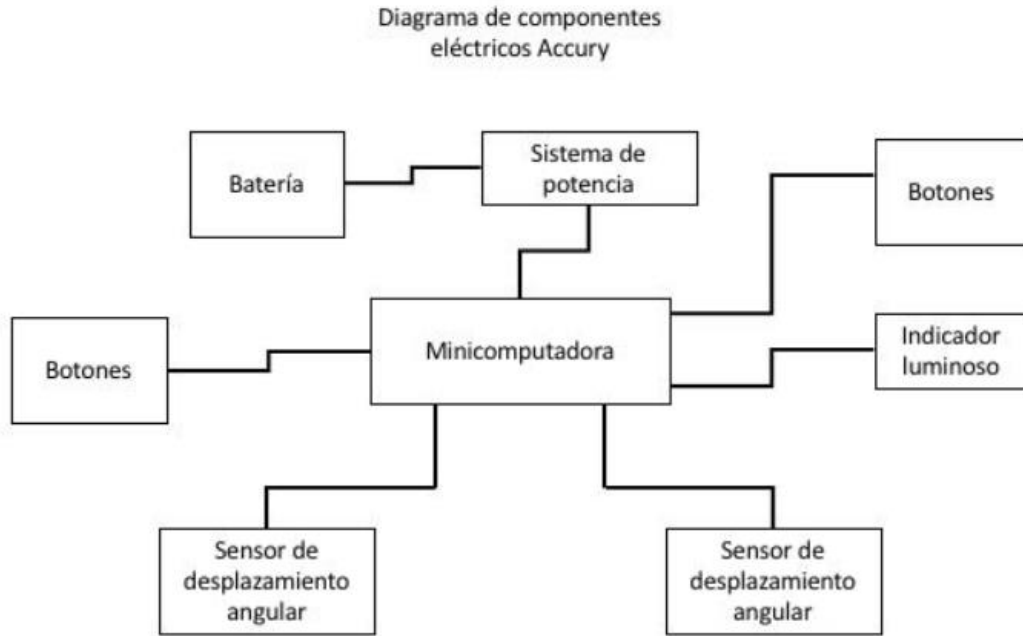 Diagrama de componentes
eléctricos Accury
Batería
Sistema de
potencia
Botones
Botones
Minicomputadora
Indicador
luminoso
Sensor de
desplazamiento
angular
Sensor de
desplazamiento
angular